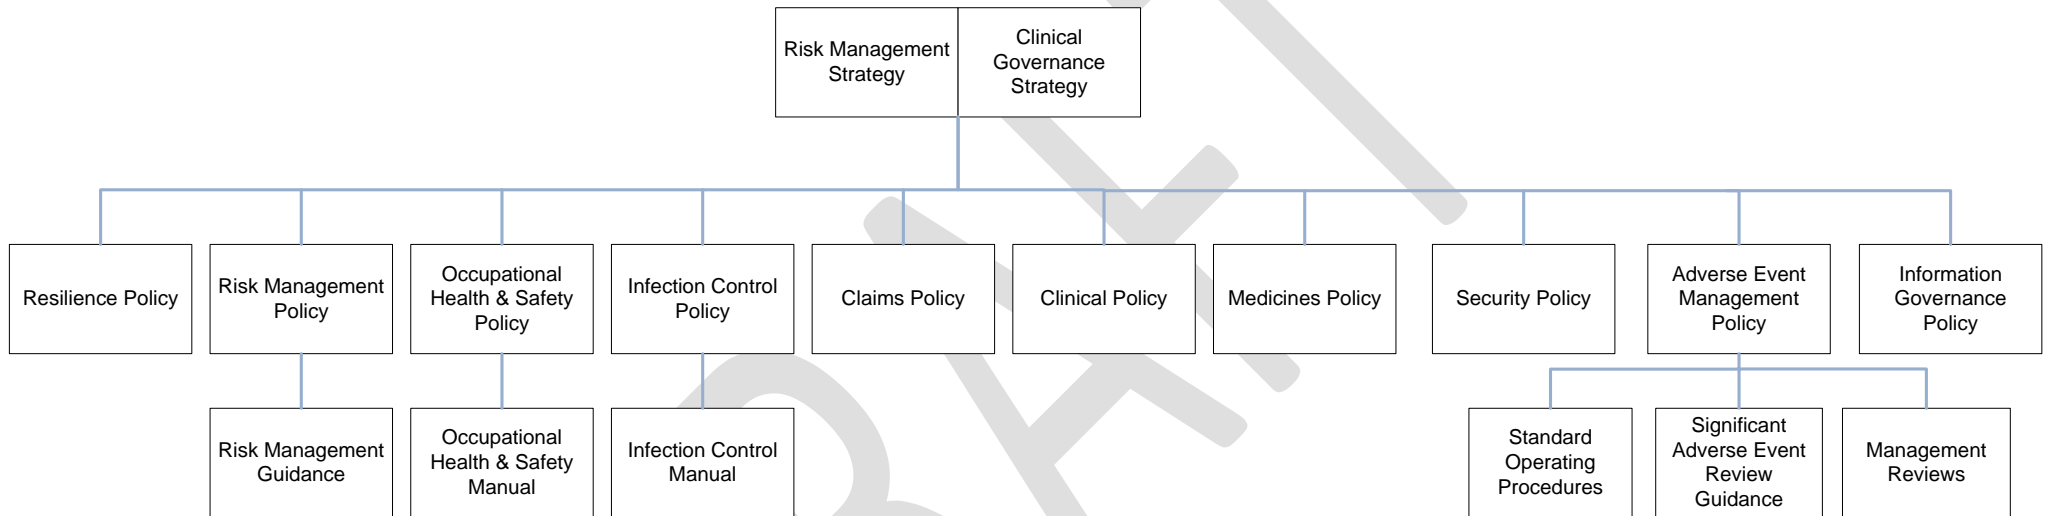 Risk Management
Strategy
Clinical
Governance
Strategy
Resilience Policy
Risk Management
Policy
Occupational
Health & Safety
Policy
Infection Control
Policy
Claims Policy
Clinical Policy
Medicines Policy
Security Policy
Adverse Event
Management
Policy
Information
Governance
Policy
Risk Management
Guidance
Occupational
Health & Safety
Manual
Infection Control
Manual
Standard
Operating
Procedures
Significant
Adverse Event
Review
Guidance
Management
Reviews